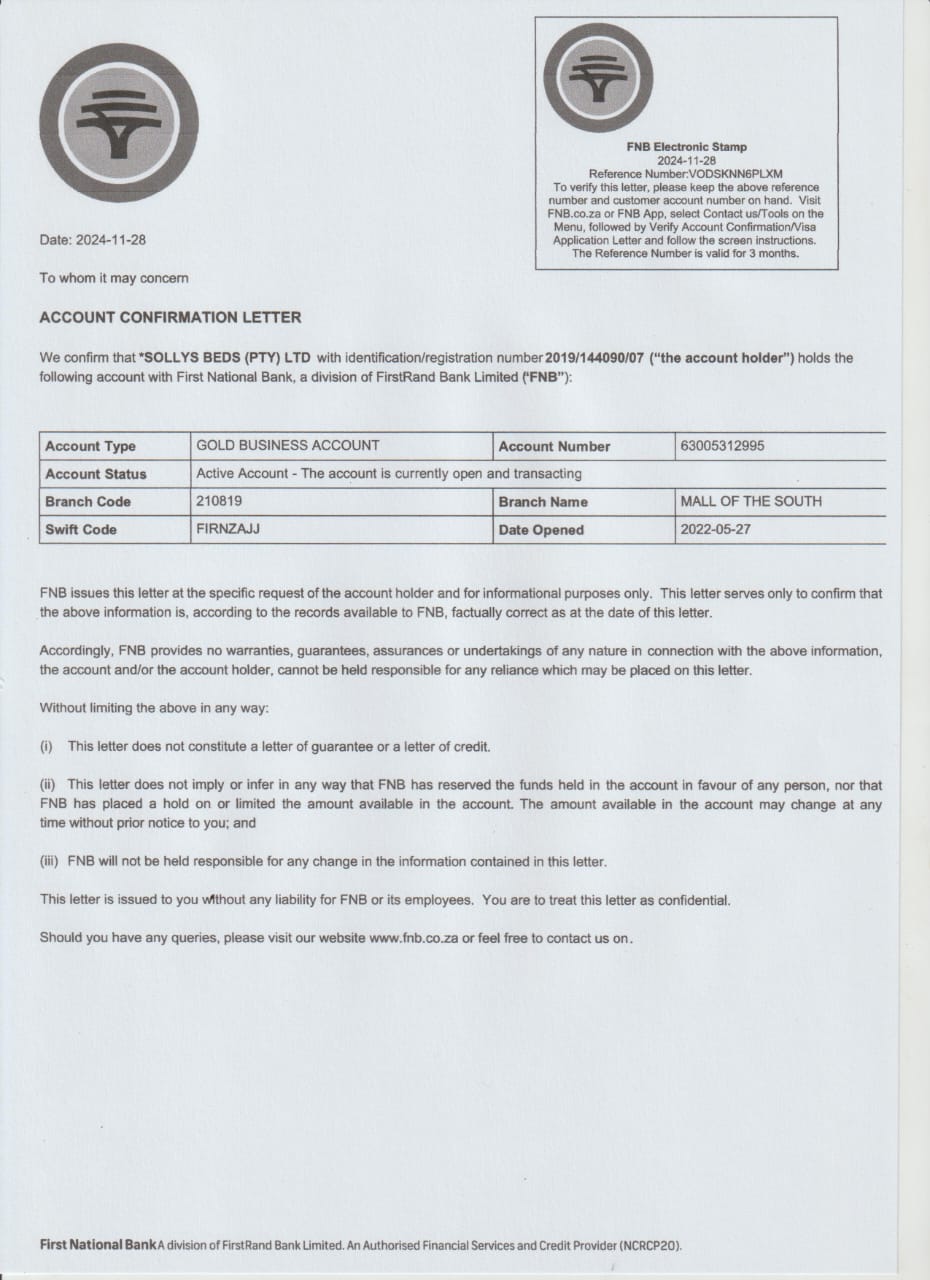 FNB Electronic Stamp
2024-11-28
Reference Number:VODSKNN6PLXM
To verify this letter, please keep the above reference
number and customer account number on hand. Visit
FNB.co.za or FNB App, select Contact us/Tools on the
Menu, followed by Verify Account Confirmation/Visa
Application Letter and follow the screen instructions.
The Reference Number is valid for 3 months.
Date: 2024-11-28
To whom it may concern
ACCOUNT CONFIRMATION LETTER
We confirm that *SOLLYS BEDS (PTY) LTD with identification/registration number 2019/144090/07 ("the account holder") holds the
following account with First National Bank, a division of FirstRand Bank Limited ("FNB"):
Account Type GOLD BUSINESS ACCOUNT Account Number 63005312995
Account Status Active Account - The account is currently open and transacting
Branch Code 210819 Branch Name MALL OF THE SOUTH
Swift Code FIRNZAJJ Date Opened 2022-05-27
FNB issues this letter at the specific request of the account holder and for informational purposes only. This letter serves only to confirm that
the above information is, according to the records available to FNB, factually correct as at the date of this letter.
Accordingly, FNB provides no warranties, guarantees, assurances or undertakings of any nature in connection with the above information,
the account and/or the account holder, cannot be held responsible for any reliance which may be placed on this letter.
Without limiting the above in any way:
(i) This letter does not constitute a letter of guarantee or a letter of credit.
(ii) This letter does not imply or infer in any way that FNB has reserved the funds held in the account in favour of any person, nor that
FNB has placed a hold on or limited the amount available in the account. The amount available in the account may change at any
time without prior notice to you; and
(iii) FNB will not be held responsible for any change in the information contained in this letter.
This letter is issued to you without any liability for FNB or its employees. You are to treat this letter as confidential.
Should you have any queries, please visit our website www.fnb.co.za or feel free to contact us on.
First National Bank A division of FirstRand Bank Limited. An Authorised Financial Services and Credit Provider (NCRCP20).